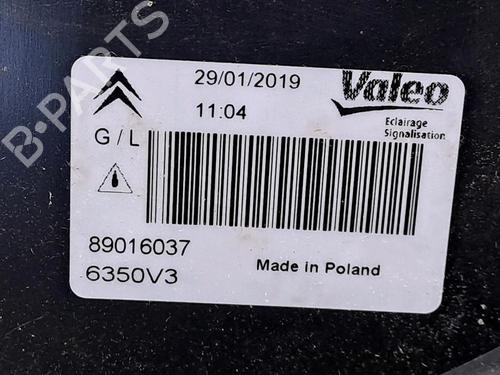 B-PARTS
29/01/2019
11:04
Valeo
Eclairage
Signalisation
G / L
89016037
6350V3
Made in Poland